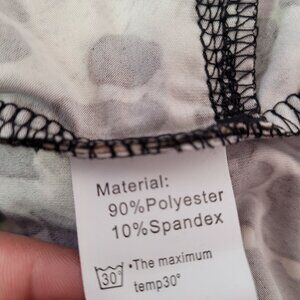 Material:
90%Polyester
10%Spandex
30°
•The maximum
temp30°